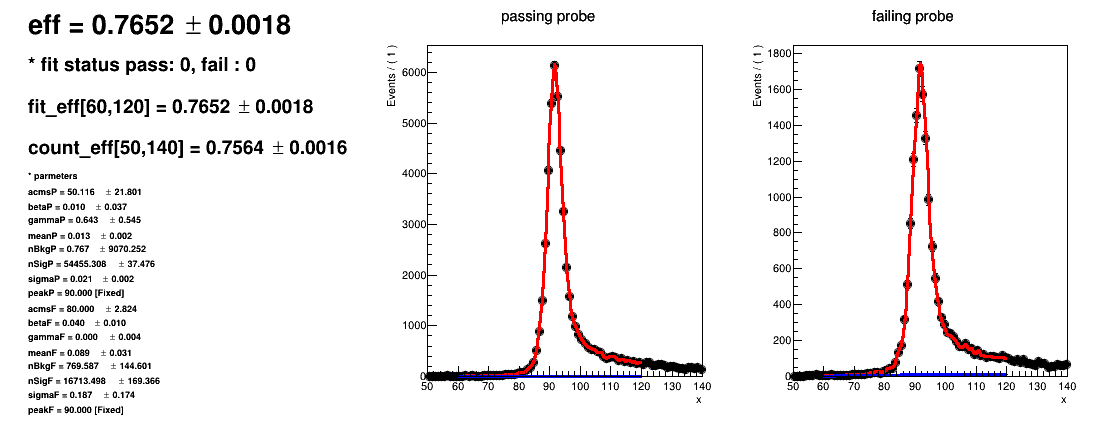 eff = 0.7652 ± 0.0018
* fit status pass: 0, fail : 0
fit_eff[60,120] = 0.7652 ± 0.0018
count_eff[50,140] = 0.7564 ± 0.0016
* parmeters
acmsP = 50.116 ± 21.801
betaP = 0.010 ± 0.037
gammaP = 0.643 ± 0.545
meanP = 0.013 ± 0.002
nBkgP = 0.767 ± 9070.252
nSigP = 54455.308 ± 37.476
sigmaP = 0.021 ± 0.002
peakP = 90.000 [Fixed]
acmsF = 80.000 ± 2.824
betaF = 0.040 ± 0.010
gammaF = 0.000 ± 0.004
meanF = 0.089 ± 0.031
nBkgF = 769.587 ± 144.601
nSigF = 16713.498 ± 169.366
sigmaF = 0.187 ± 0.174
peakF = 90.000 [Fixed]
passing probe
Events / ( 1 )
6000
5000
4000
3000
2000
1000
0
50 60 70 80 90 100 110 120 130 140
x
failing probe
Events / ( 1 )
1800
1600
1400
1200
1000
800
600
400
200
0
50 60 70 80 90 100 110 120 130 140
x